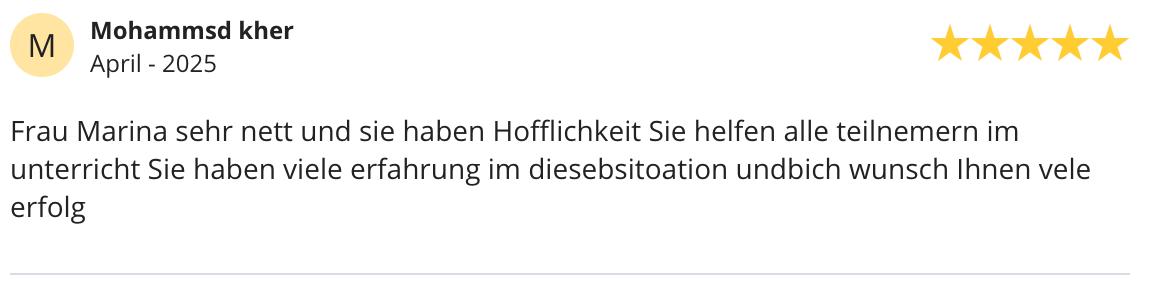 M
Mohammsd kher
April - 2025
Frau Marina sehr nett und sie haben Hofflichkeit Sie helfen alle teilnemern im
unterricht Sie haben viele erfahrung im diesebsitoation undbich wunsch Ihnen vele
erfolg